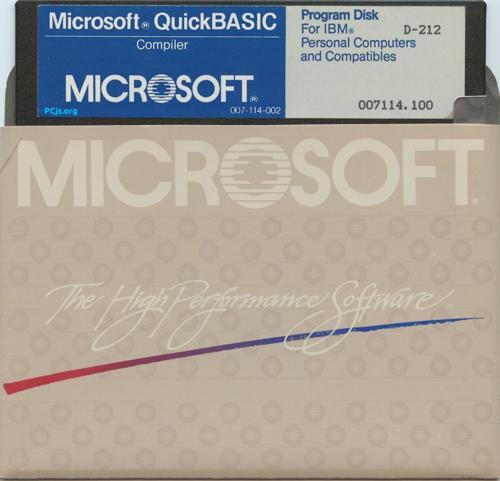 Microsoft® QuickBASIC
Compiler
MICROSOFT®
PCjs.org
007-114-002
Program Disk
For IBM® D-212
Personal Computers
and Compatibles
007114.100
MICROSOFT®
The High Performance Software™